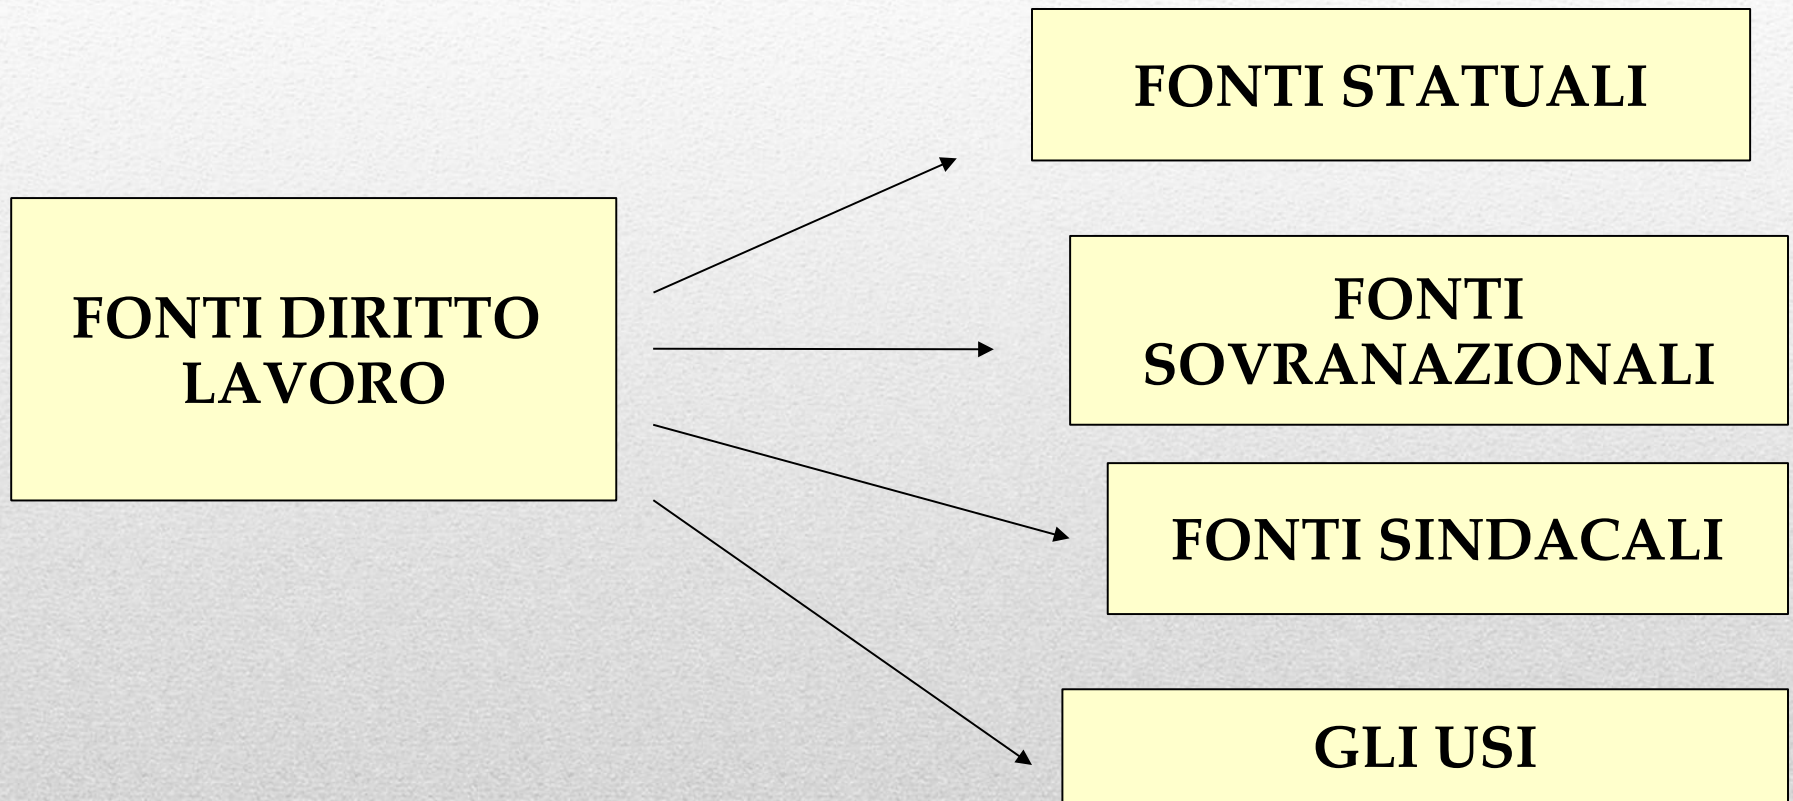 FONTI STATUALI
FONTI DIRITTO
LAVORO
FONTI
SOVRANAZIONALI
FONTI SINDACALI
GLI USI